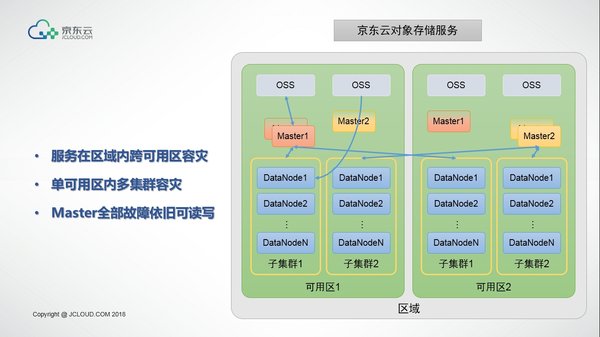 京东云
JCLOUD.COM
京东云对象存储服务
服务在区域内跨可用区容灾
单可用区内多集群容灾
Master全部故障依旧可读写
OSS OSS OSS OSS
Master1 Master2 Master1 Master2
DataNode1 DataNode1 DataNode1 DataNode1
DataNode2 DataNode2 DataNode2 DataNode2
⋮ ⋮ ⋮ ⋮
DataNodeN DataNodeN DataNodeN DataNodeN
子集群1 子集群2 子集群1 子集群2
可用区1 可用区2
区域
Copyright @ JCLOUD.COM 2018